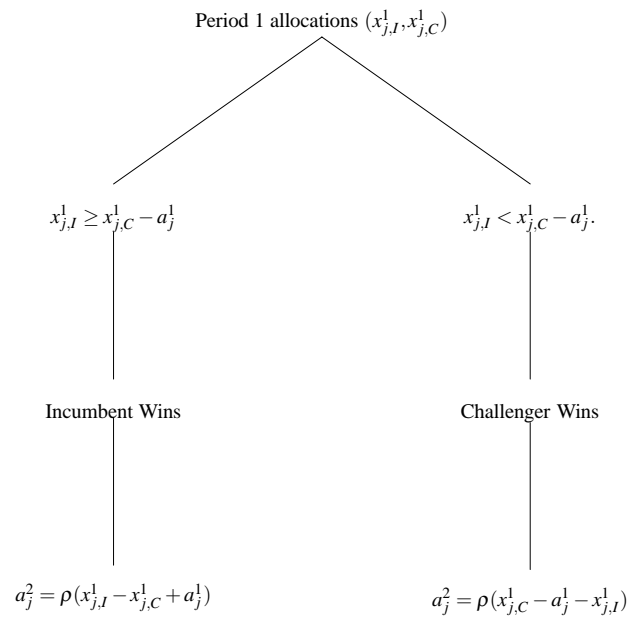 Period 1 allocations $(x^1_{j,I}, x^1_{j,C})$
$x^1_{j,I} \geq x^1_{j,C} - a^1_j$
$x^1_{j,I} < x^1_{j,C} - a^1_j.$
Incumbent Wins
Challenger Wins
$a^2_j = \rho(x^1_{j,I} - x^1_{j,C} + a^1_j)$
$a^2_j = \rho(x^1_{j,C} - a^1_j - x^1_{j,I})$